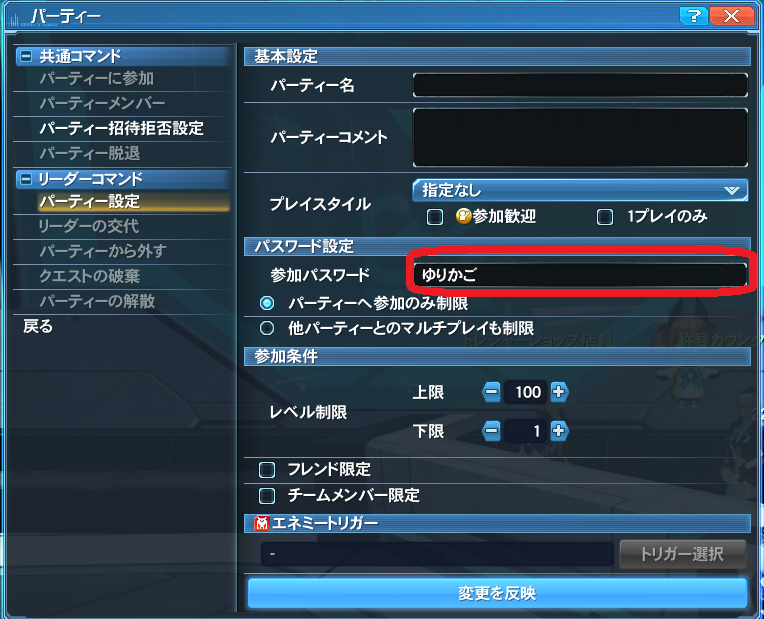 パーティー
?
共通コマンド
パーティーに参加
パーティーメンバー
パーティー招待拒否設定
パーティー脱退
リーダーコマンド
パーティー設定
リーダーの交代
パーティーから外す
クエストの破棄
パーティーの解散
戻る
基本設定
パーティー名
パーティーコメント
プレイスタイル
指定なし
参加歓迎
1プレイのみ
パスワード設定
参加パスワード
ゆりかご
パーティーへ参加のみ制限
他パーティーとのマルチプレイも制限
参加条件
レベル制限
上限
100
下限
1
フレンド限定
チームメンバー限定
エネミートリガー
-
トリガー選択
変更を反映